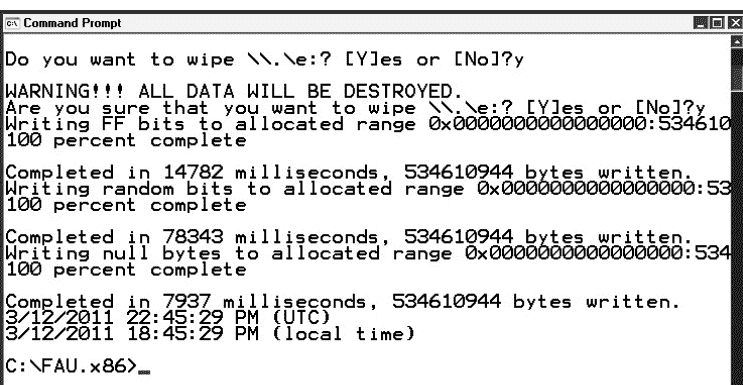 Command Prompt
Do you want to wipe \\.\e:? [Y]es or [No]?y
WARNING!!! ALL DATA WILL BE DESTROYED.
Are you sure that you want to wipe \\.\e:? [Y]es or [No]?y
Writing FF bits to allocated range 0x0000000000000000:534610
100 percent complete
Completed in 14782 milliseconds, 534610944 bytes written.
Writing random bits to allocated range 0x0000000000000000:53
100 percent complete
Completed in 78343 milliseconds, 534610944 bytes written.
Writing null bytes to allocated range 0x0000000000000000:534
100 percent complete
Completed in 7937 milliseconds, 534610944 bytes written.
3/12/2011 22:45:29 PM (UTC)
3/12/2011 18:45:29 PM (local time)
C:\FAU.x86>_